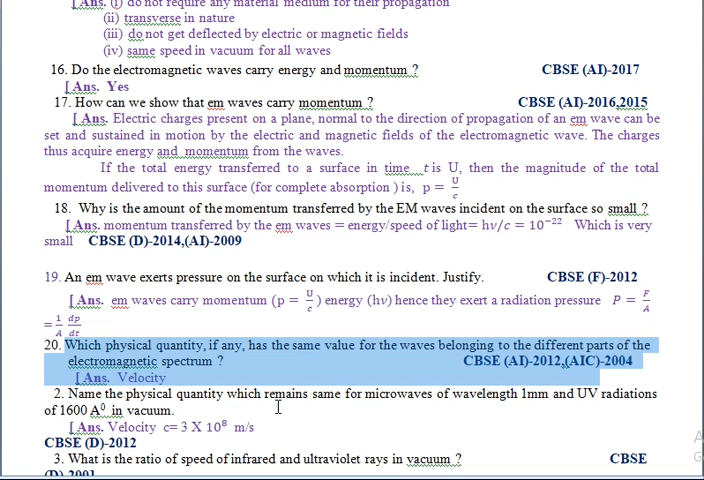 [Ans. (i) do not require any material medium for their propagation
(ii) transverse in nature
(iii) do not get deflected by electric or magnetic fields
(iv) same speed in vacuum for all waves
16. Do the electromagnetic waves carry energy and momentum ? CBSE (AI)-2017
[Ans. Yes
17. How can we show that em waves carry momentum ? CBSE (AI)-2016,2015
[Ans. Electric charges present on a plane, normal to the direction of propagation of an em wave can be
set and sustained in motion by the electric and magnetic fields of the electromagnetic wave. The charges
thus acquire energy and momentum from the waves.
If the total energy transferred to a surface in time t is U, then the magnitude of the total
momentum delivered to this surface (for complete absorption ) is, p = U/c
18. Why is the amount of the momentum transferred by the EM waves incident on the surface so small ?
[Ans. momentum transferred by the em waves = energy/speed of light= hν/c = 10⁻²² Which is very
small CBSE (D)-2014,(AI)-2009
19. An em wave exerts pressure on the surface on which it is incident. Justify. CBSE (F)-2012
[Ans. em waves carry momentum (p = U/c) energy (hν) hence they exert a radiation pressure P = F/A
= 1/A dp/dt
20. Which physical quantity, if any, has the same value for the waves belonging to the different parts of the
electromagnetic spectrum ? CBSE (AI)-2012,(AIC)-2004
[Ans. Velocity
2. Name the physical quantity which remains same for microwaves of wavelength 1mm and UV radiations
of 1600 A⁰ in vacuum.
[Ans. Velocity c= 3 X 10⁸ m/s
CBSE (D)-2012
3. What is the ratio of speed of infrared and ultraviolet rays in vacuum ? CBSE
(D)-2001